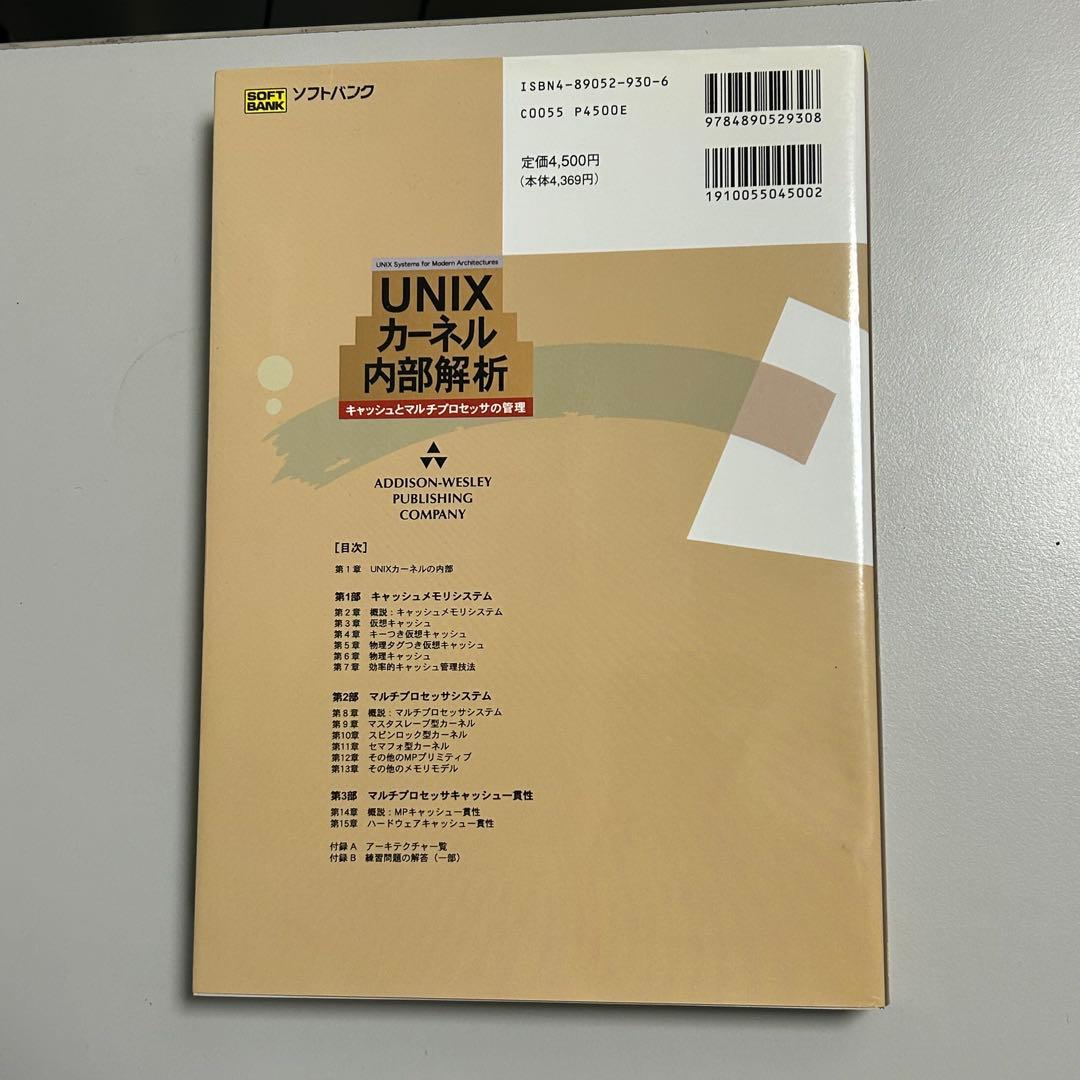 SOFT
BANK
ソフトバンク
ISBN4-89052-930-6
C0055 P4500E
定価4,500円
(本体4,369円)
9784890529308
1910055045002
UNIX Systems for Modern Architectures
UNIX
カーネル
内部解析
キャッシュとマルチプロセッサの管理
ADDISON-WESLEY
PUBLISHING
COMPANY
[目次]
第1章 UNIXカーネルの内部
第1部 キャッシュメモリシステム
第2章 概説:キャッシュメモリシステム
第3章 仮想キャッシュ
第4章 キーつき仮想キャッシュ
第5章 物理タグつき仮想キャッシュ
第6章 物理キャッシュ
第7章 効率的キャッシュ管理技法
第2部 マルチプロセッサシステム
第8章 概説:マルチプロセッサシステム
第9章 マスタスレーブ型カーネル
第10章 スピンロック型カーネル
第11章 セマフォ型カーネル
第12章 その他のMPプリミティブ
第13章 その他のメモリモデル
第3部 マルチプロセッサキャッシュ一貫性
第14章 概説:MPキャッシュ一貫性
第15章 ハードウェアキャッシュ一貫性
付録A アーキテクチャ一覧
付録B 練習問題の解答(一部)